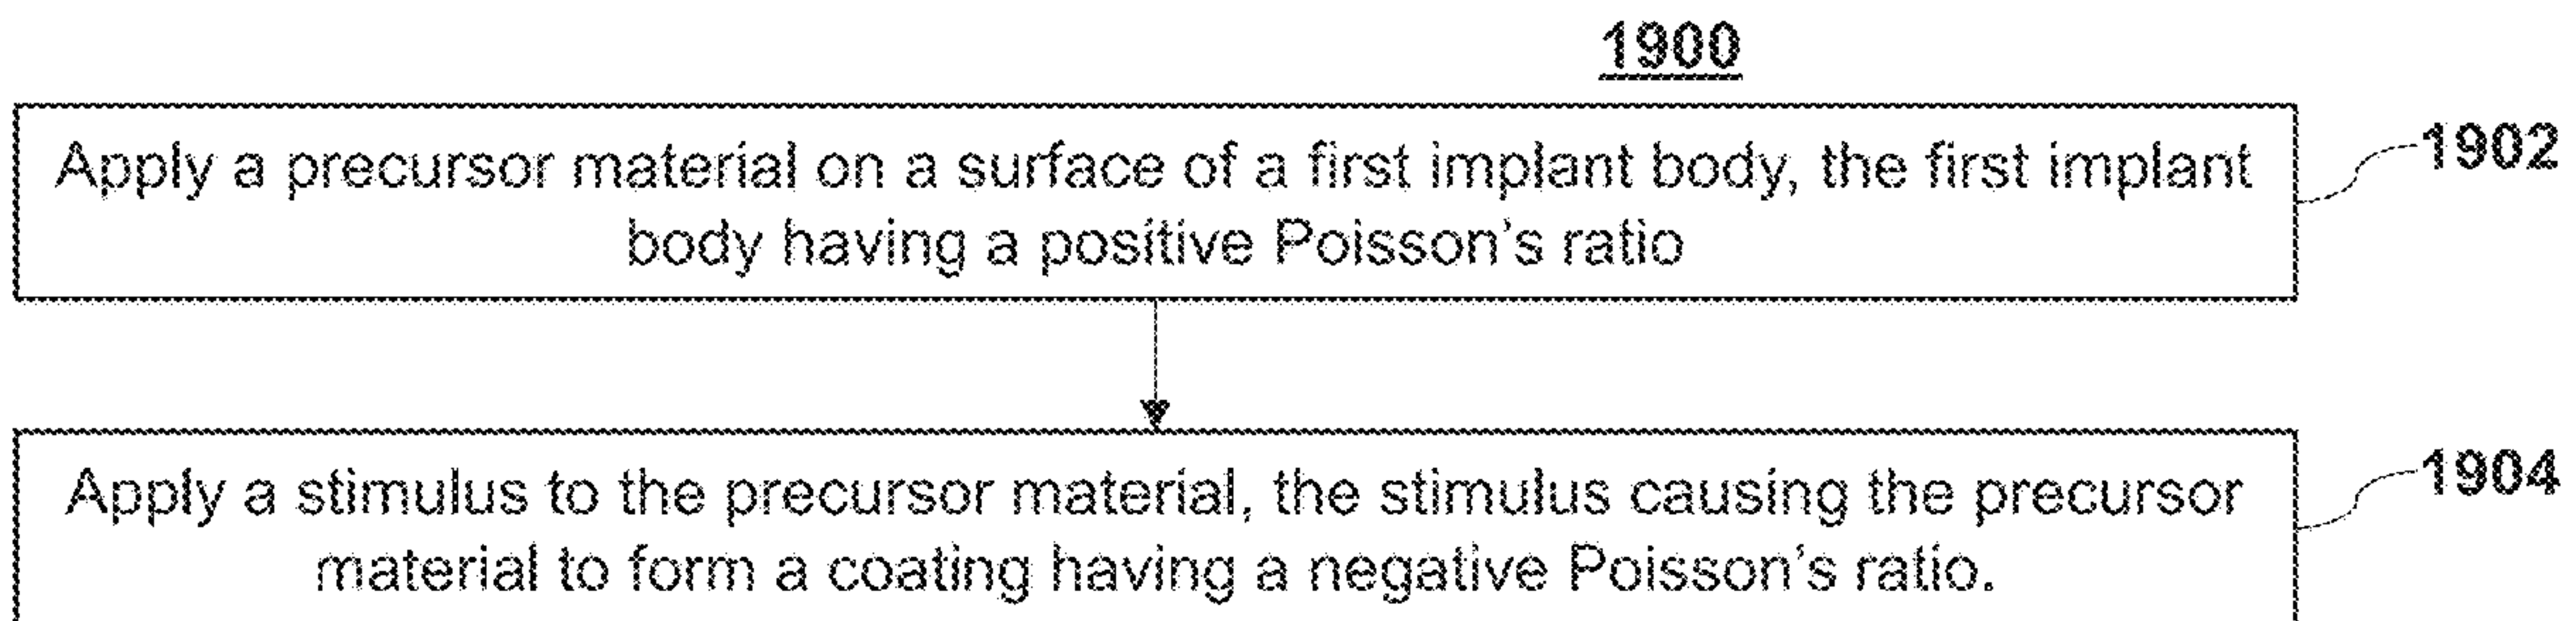 1900
Apply a precursor material on a surface of a first implant body, the first implant
1902
body having a positive Poisson's ratio
Apply a stimulus to the precursor material, the stimulus causing the precursor
1904
material to form a coating having a negative Poisson's ratio.